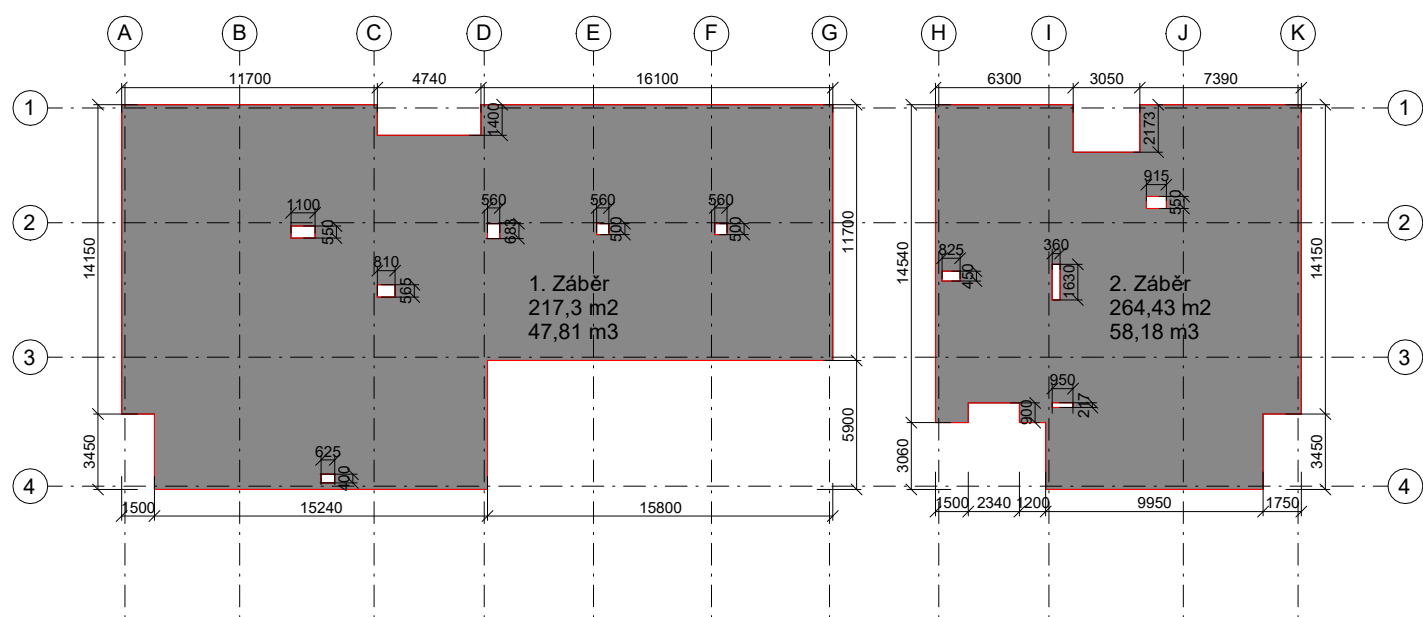 A B C D E F G H I J K
11700 4740 16100 6300 3050 7390
1 1 1
1400 2173
915
550
1100 560 560 560
2 2
550 683 500 500
14150 11700 14540 14150
810 825 360
565 450 1630
1. Záběr
217,3 m2
47,81 m3
2. Záběr
264,43 m2
58,18 m3
3 3
950
900 217
3450 5900 3060 3450
625
400
4 4
1500 15240 15800 1500 2340 1200 9950 1750